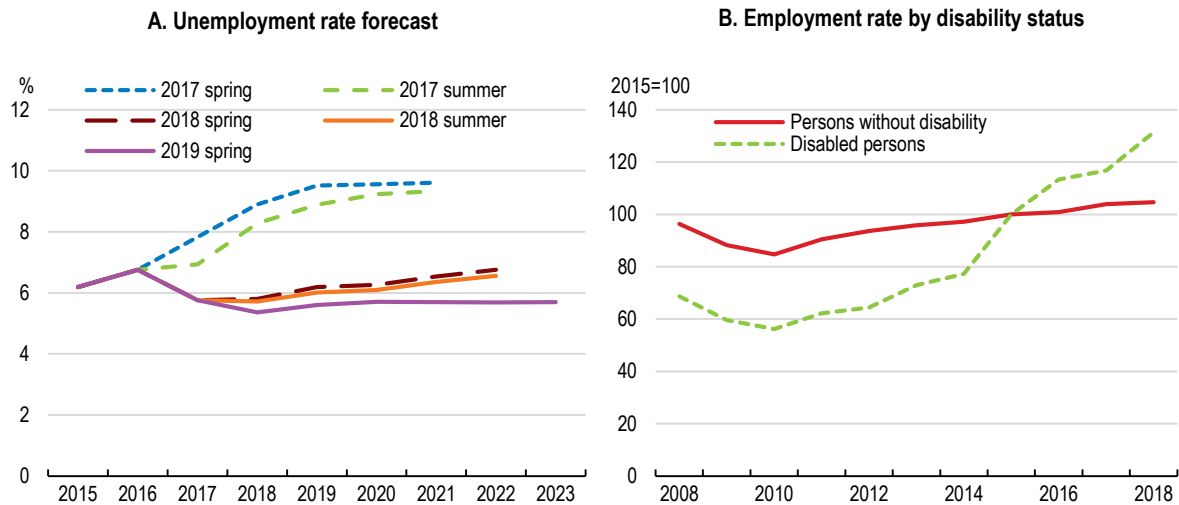 A. Unemployment rate forecast
%
2017 spring
2017 summer
2018 spring
2018 summer
2019 spring
12
10
8
6
4
2
0
2015 2016 2017 2018 2019 2020 2021 2022 2023
B. Employment rate by disability status
2015=100
Persons without disability
Disabled persons
140
120
100
80
60
40
20
0
2008 2010 2012 2014 2016 2018